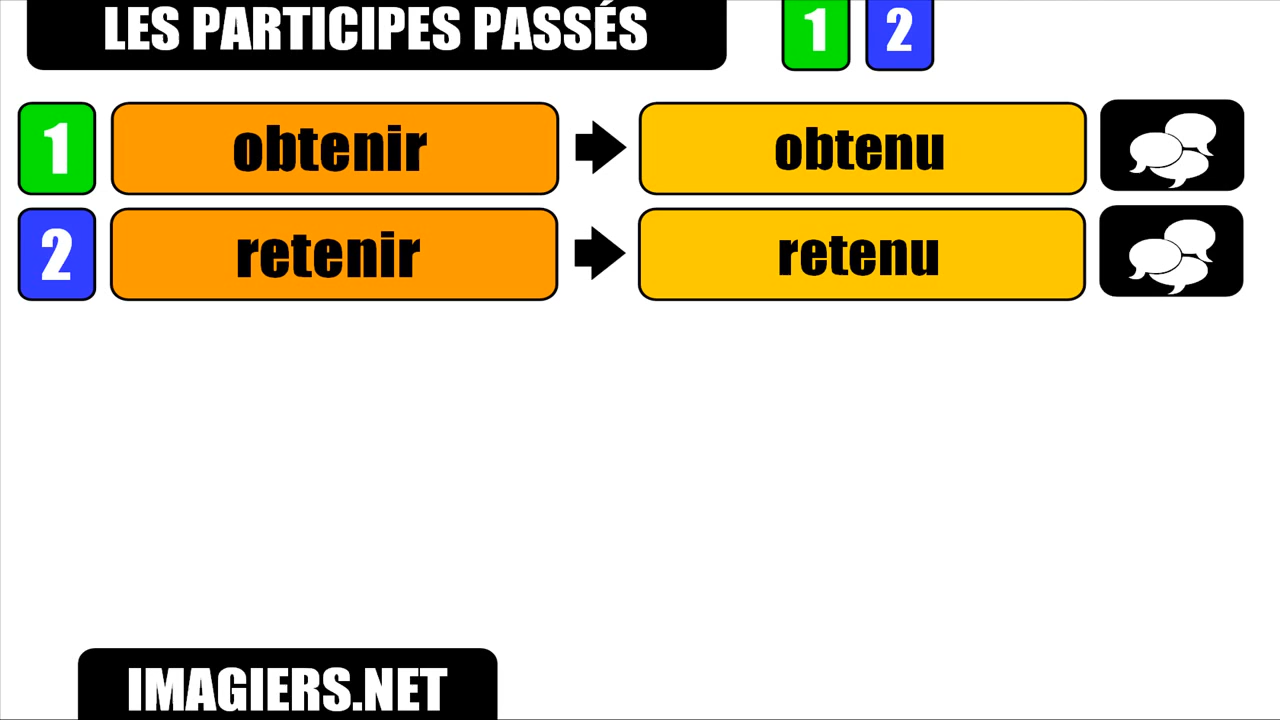 LES PARTICIPES PASSÉS 1 2
1 obtenir obtenu
2 retenir retenu
IMAGIERS.NET